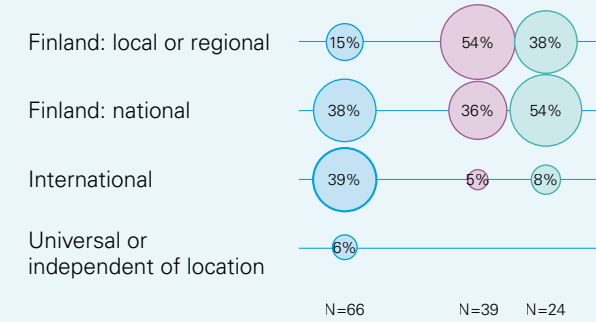 Finland: local or regional 15% 54% 38%
Finland: national 38% 36% 54%
International 39% 5% 8%
Universal or
independent of location 6%
N=66 N=39 N=24